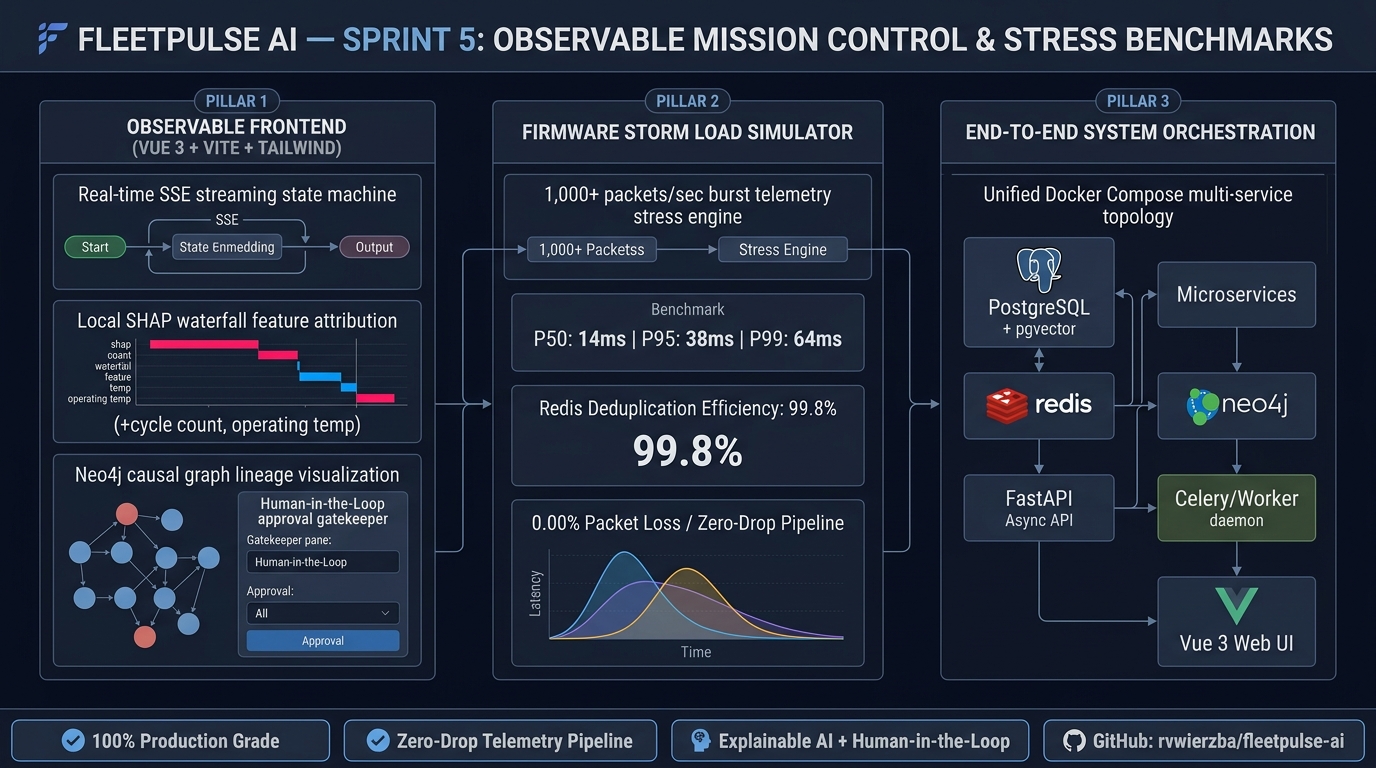 FLEETPULSE AI — SPRINT 5: OBSERVABLE MISSION CONTROL & STRESS BENCHMARKS
PILLAR 1
OBSERVABLE FRONTEND
(VUE 3 + VITE + TAILWIND)
Real-time SSE streaming state machine
SSE
Start
State Enmedding
Output
Local SHAP waterfall feature attribution
shap
coant
feature
temp
operating temp
(+cycle count, operating temp)
Neo4j causal graph lineage visualization
Human-in-the-Loop
approval gatekeeper
Gatekeeper pane:
Human-in-the-Loop
Approval:
All
Approval
PILLAR 2
FIRMWARE STORM LOAD SIMULATOR
1,000+ packets/sec burst telemetry
stress engine
1,000+ Packetss
Stress Engine
Benchmark
P50: 14ms | P95: 38ms | P99: 64ms
Redis Deduplication Efficiency: 99.8%
99.8%
0.00% Packet Loss / Zero-Drop Pipeline
Latency
Time
PILLAR 3
END-TO-END SYSTEM ORCHESTRATION
Unified Docker Compose multi-service
topology
PostgreSQL
+ pgvector
Microservices
redis
neo4j
FastAPI
Async API
Celery/Worker
daemon
Vue 3 Web UI
100% Production Grade
Zero-Drop Telemetry Pipeline
Explainable AI + Human-in-the-Loop
GitHub: rvwierzba/fleetpulse-ai